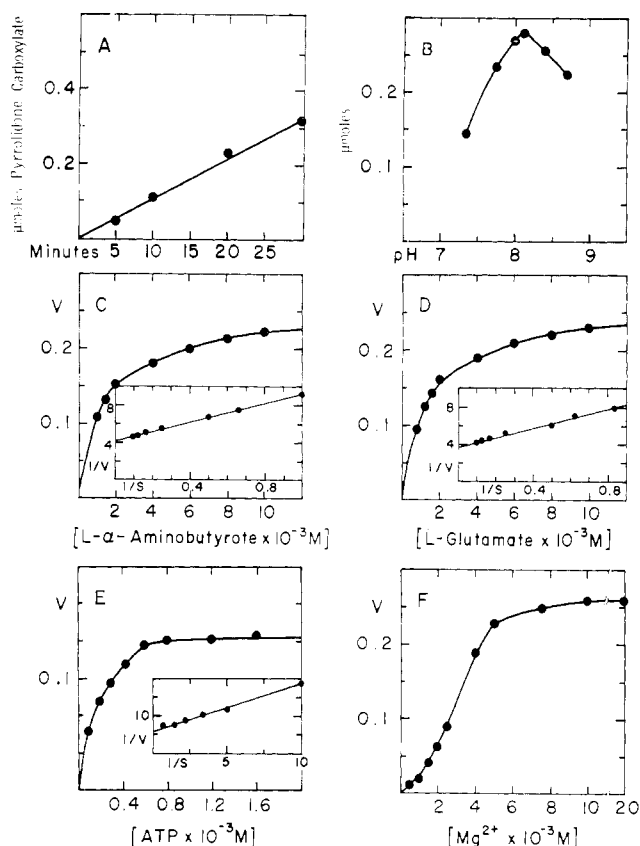 A
μmoles Pyrrolidone Carboxylate
0.4
0.2
Minutes 5 10 20 25
B
μmoles
0.2
0.1
pH 7 8 9
C
V
0.2
0.1
8
4
1/V
1/S 0.4 0.8
2 4 6 8 10
[L-α-Aminobutyrote x 10⁻³M]
D
V
0.2
0.1
8
4
1/V
1/S 0.4 0.8
2 4 6 8 10
[L-Glutamate x 10⁻³M]
E
V
0.1
10
1/V
1/S 5 10
0.4 0.8 1.2 1.6
[ATP x 10⁻³M]
F
V
0.2
0.1
2 4 6 8 10 20
[Mg²⁺ x 10⁻³M]